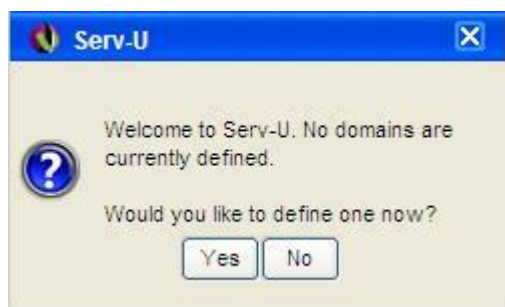 Serv-U
Welcome to Serv-U. No domains are
currently defined.
Would you like to define one now?
Yes No